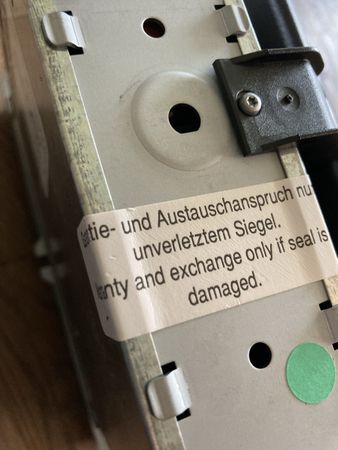 antie- und Austauschanspruch nu
unverletztem Siegel.
ranty and exchange only if seal is
damaged.